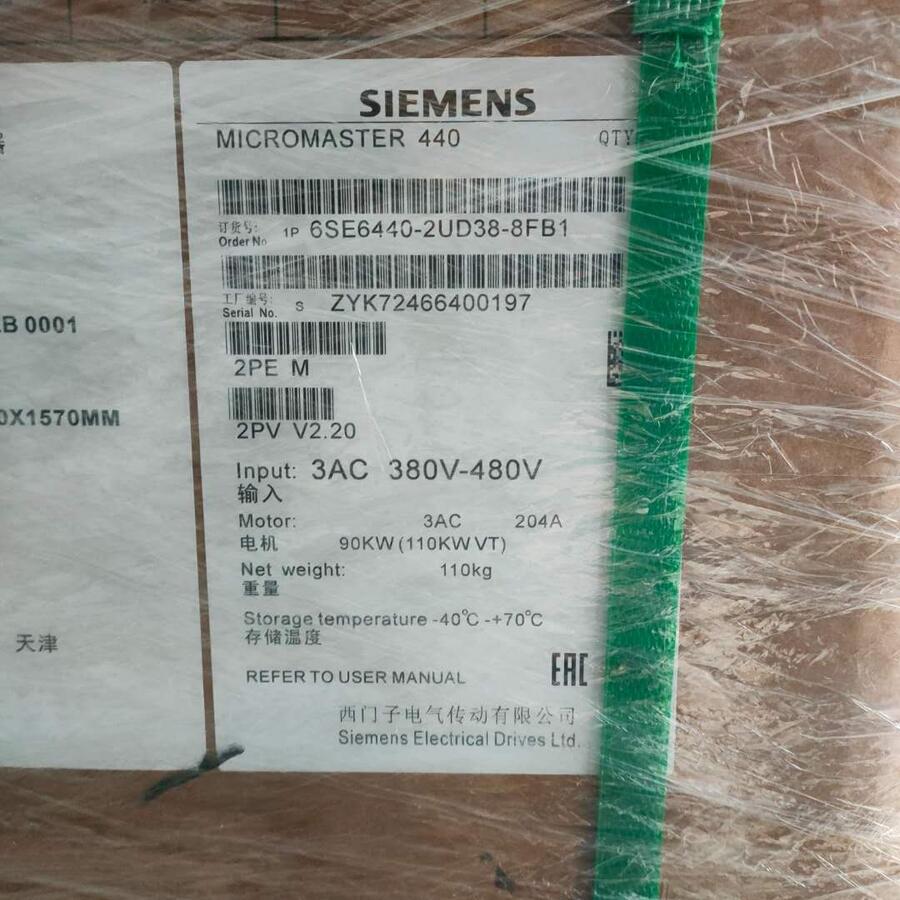 SIEMENS
MICROMASTER 440 QTY
订货号: 1P 6SE6440-2UD38-8FB1
Order No
工厂编号: S ZYK72466400197
Serial No.
B 0001
2PE M
0X1570MM
2PV V2.20
Input: 3AC 380V-480V
输入
Motor: 3AC 204A
电机 90KW(110KW VT)
Net weight: 110kg
重量
Storage temperature -40℃ -+70℃
存储温度
天津
REFER TO USER MANUAL EAC
西门子电气传动有限公司
Siemens Electrical Drives Ltd.